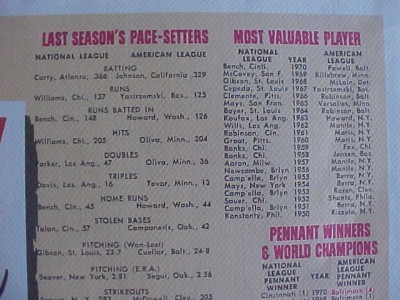 LAST SEASON'S PACE-SETTERS
NATIONAL LEAGUE AMERICAN LEAGUE
BATTING
Carty, Atlanta, .366 Johnson, California .329
RUNS
Williams, Chi., 137 Yastrzemski, Bos., 125
RUNS BATTED IN
Bench, Cin., 148 Howard, Wash., 126
HITS
Williams, Chi., 205 Oliva, Minn., 204
DOUBLES
Parker, Los Ang., 47 Oliva, Minn., 36
TRIPLES
Davis, Los Ang., 16 Tovar, Minn., 13
HOME RUNS
Bench, Cin., 45 Howard, Wash., 44
STOLEN BASES
Tolan, Cin., 57 Campaneris, Oak., 42
PITCHING (Won-Lost)
Gibson, St. Louis, 23-7 Cuellar, Balt., 24-8
PITCHING (E.R.A.)
Seaver, New York, 2.81 Segui, Oak., 2.56
STRIKEOUTS
MOST VALUABLE PLAYER
NATIONAL LEAGUE YEAR AMERICAN LEAGUE
Bench, Cinti. 1970 Powell, Balt.
McCovey, San F. 1969 Killebrew, Minn.
Gibson, St. Louis 1968 McLain, Det.
Cepeda, St. Louis 1967 Yastrzemski, Bos.
Clemente, Pitts. 1966 Robinson, Balt.
Mays, San Fran. 1965 Versalles, Minn.
Boyer, St. Louis 1964 Robinson, Balt.
Koufax, Los Ang. 1963 Howard, N.Y.
Wills, Los Ang. 1962 Mantle, N.Y.
Robinson, Cin. 1961 Maris, N.Y.
Groat, Pitts. 1960 Maris, N.Y.
Banks, Chi. 1959 Fox, Chi.
Banks, Chi. 1958 Jensen, Bos.
Aaron, Milw. 1957 Mantle, N.Y.
Newcombe, Brlyn 1956 Mantle, N.Y.
Camp'ella, Brlyn 1955 Berra, N.Y.
Mays, New York 1954 Berra, N.Y.
Camp'ella, Brlyn 1953 Rosen, Clev.
Sauer, Chi. 1952 Shantz, Phila.
Camp'ella, Brlyn 1951 Berra, N.Y.
Konstanty, Phil. 1950 Rizzuto, N.Y.
PENNANT WINNERS
& WORLD CHAMPIONS
NATIONAL LEAGUE PENNANT YEAR AMERICAN LEAGUE PENNANT
Cincinnati (1) 1970 Baltimore (4)